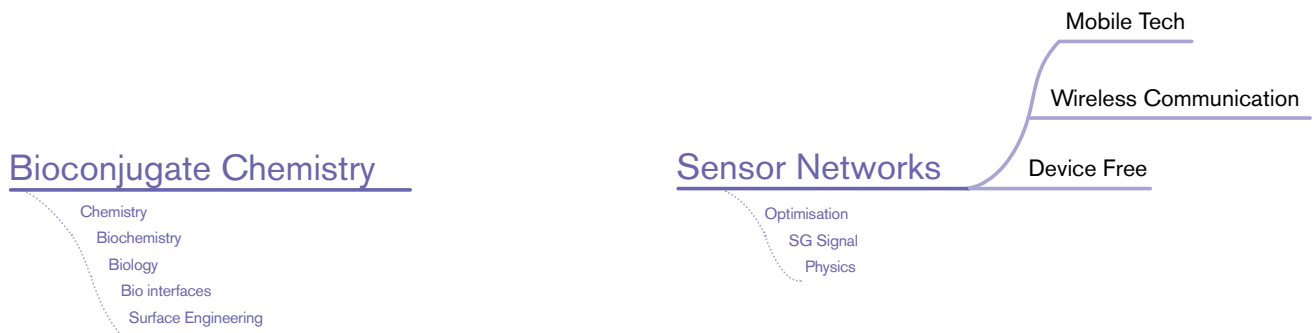 Bioconjugate Chemistry
Chemistry
Biochemistry
Biology
Bio interfaces
Surface Engineering
Sensor Networks
Optimisation
SG Signal
Physics
Mobile Tech
Wireless Communication
Device Free